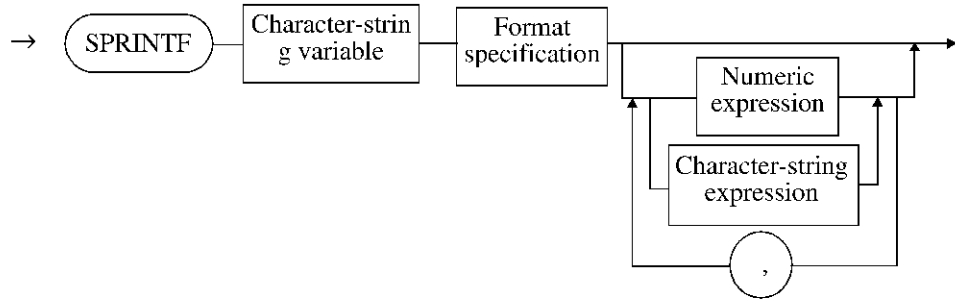 → SPRINTF
Character-strin
g variable
Format
specification
Numeric
expression
Character-string
expression
,